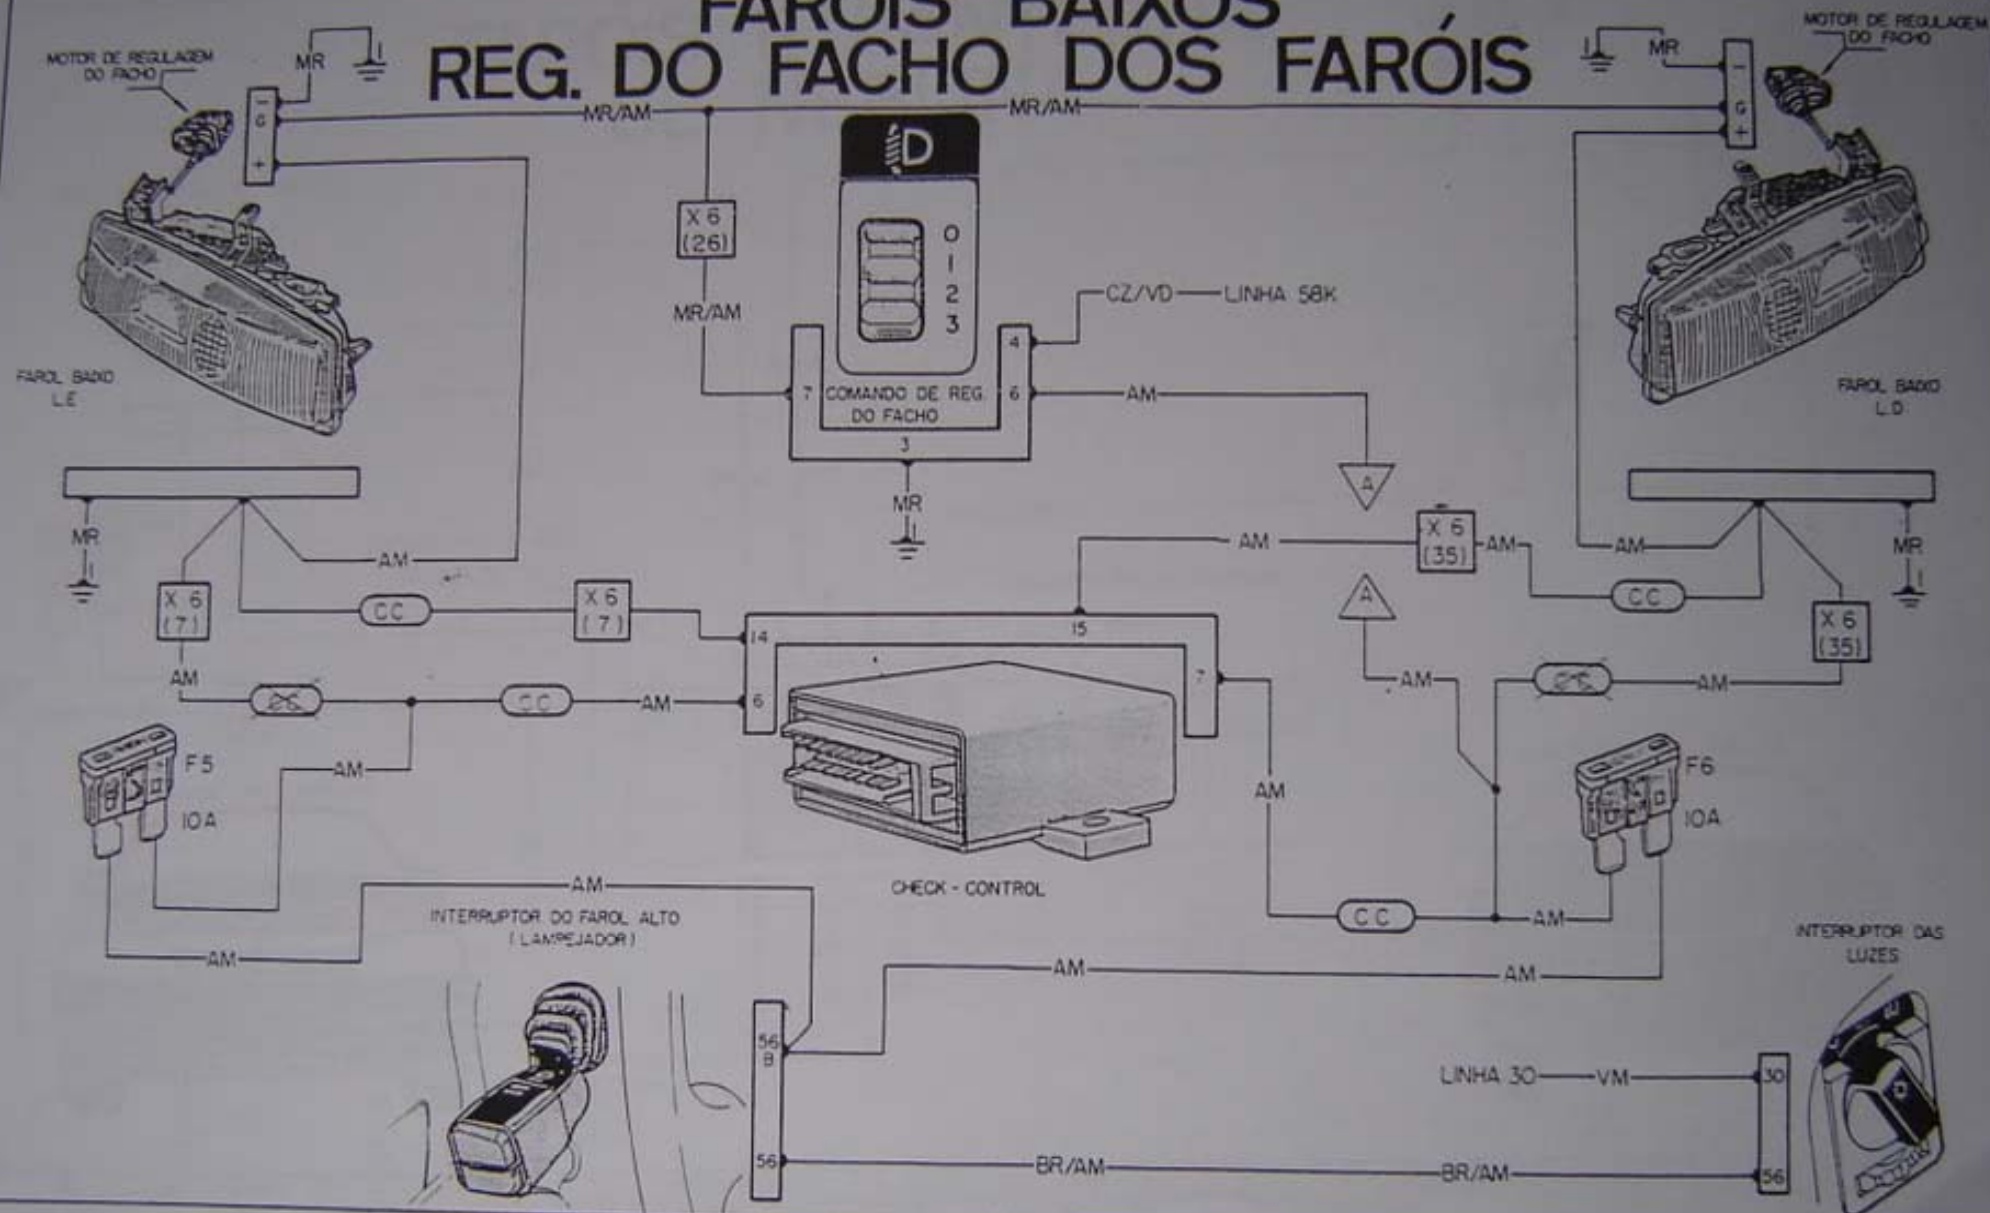 FARÓIS BAIXOS
REG. DO FACHO DOS FARÓIS
MOTOR DE REGULAGEM
DO FACHO
MR
-
G
+
MR/AM
MR/AM
MR
MOTOR DE REGULAGEM
DO FACHO
-
G
+
X 6
(26)
MR/AM
D
0
1
2
3
CZ/VD
LINHA 58K
4
7
COMANDO DE REG.
DO FACHO
6
AM
3
MR
A
FAROL BAIXO
L.E
FAROL BAIXO
L.D
MR
AM
AM
X 6
(35)
AM
AM
MR
X 6
(7)
CC
X 6
(7)
A
CC
X 6
(35)
14
15
7
6
AM
CC
AM
AM
AM
F5
10A
AM
AM
F6
10A
CHECK - CONTROL
AM
INTERRUPTOR DO FAROL ALTO
(LAMPEJADOR)
AM
CC
AM
AM
AM
INTERRUPTOR DAS
LUZES
56
B
LINHA 30
VM
30
56
BR/AM
BR/AM
56